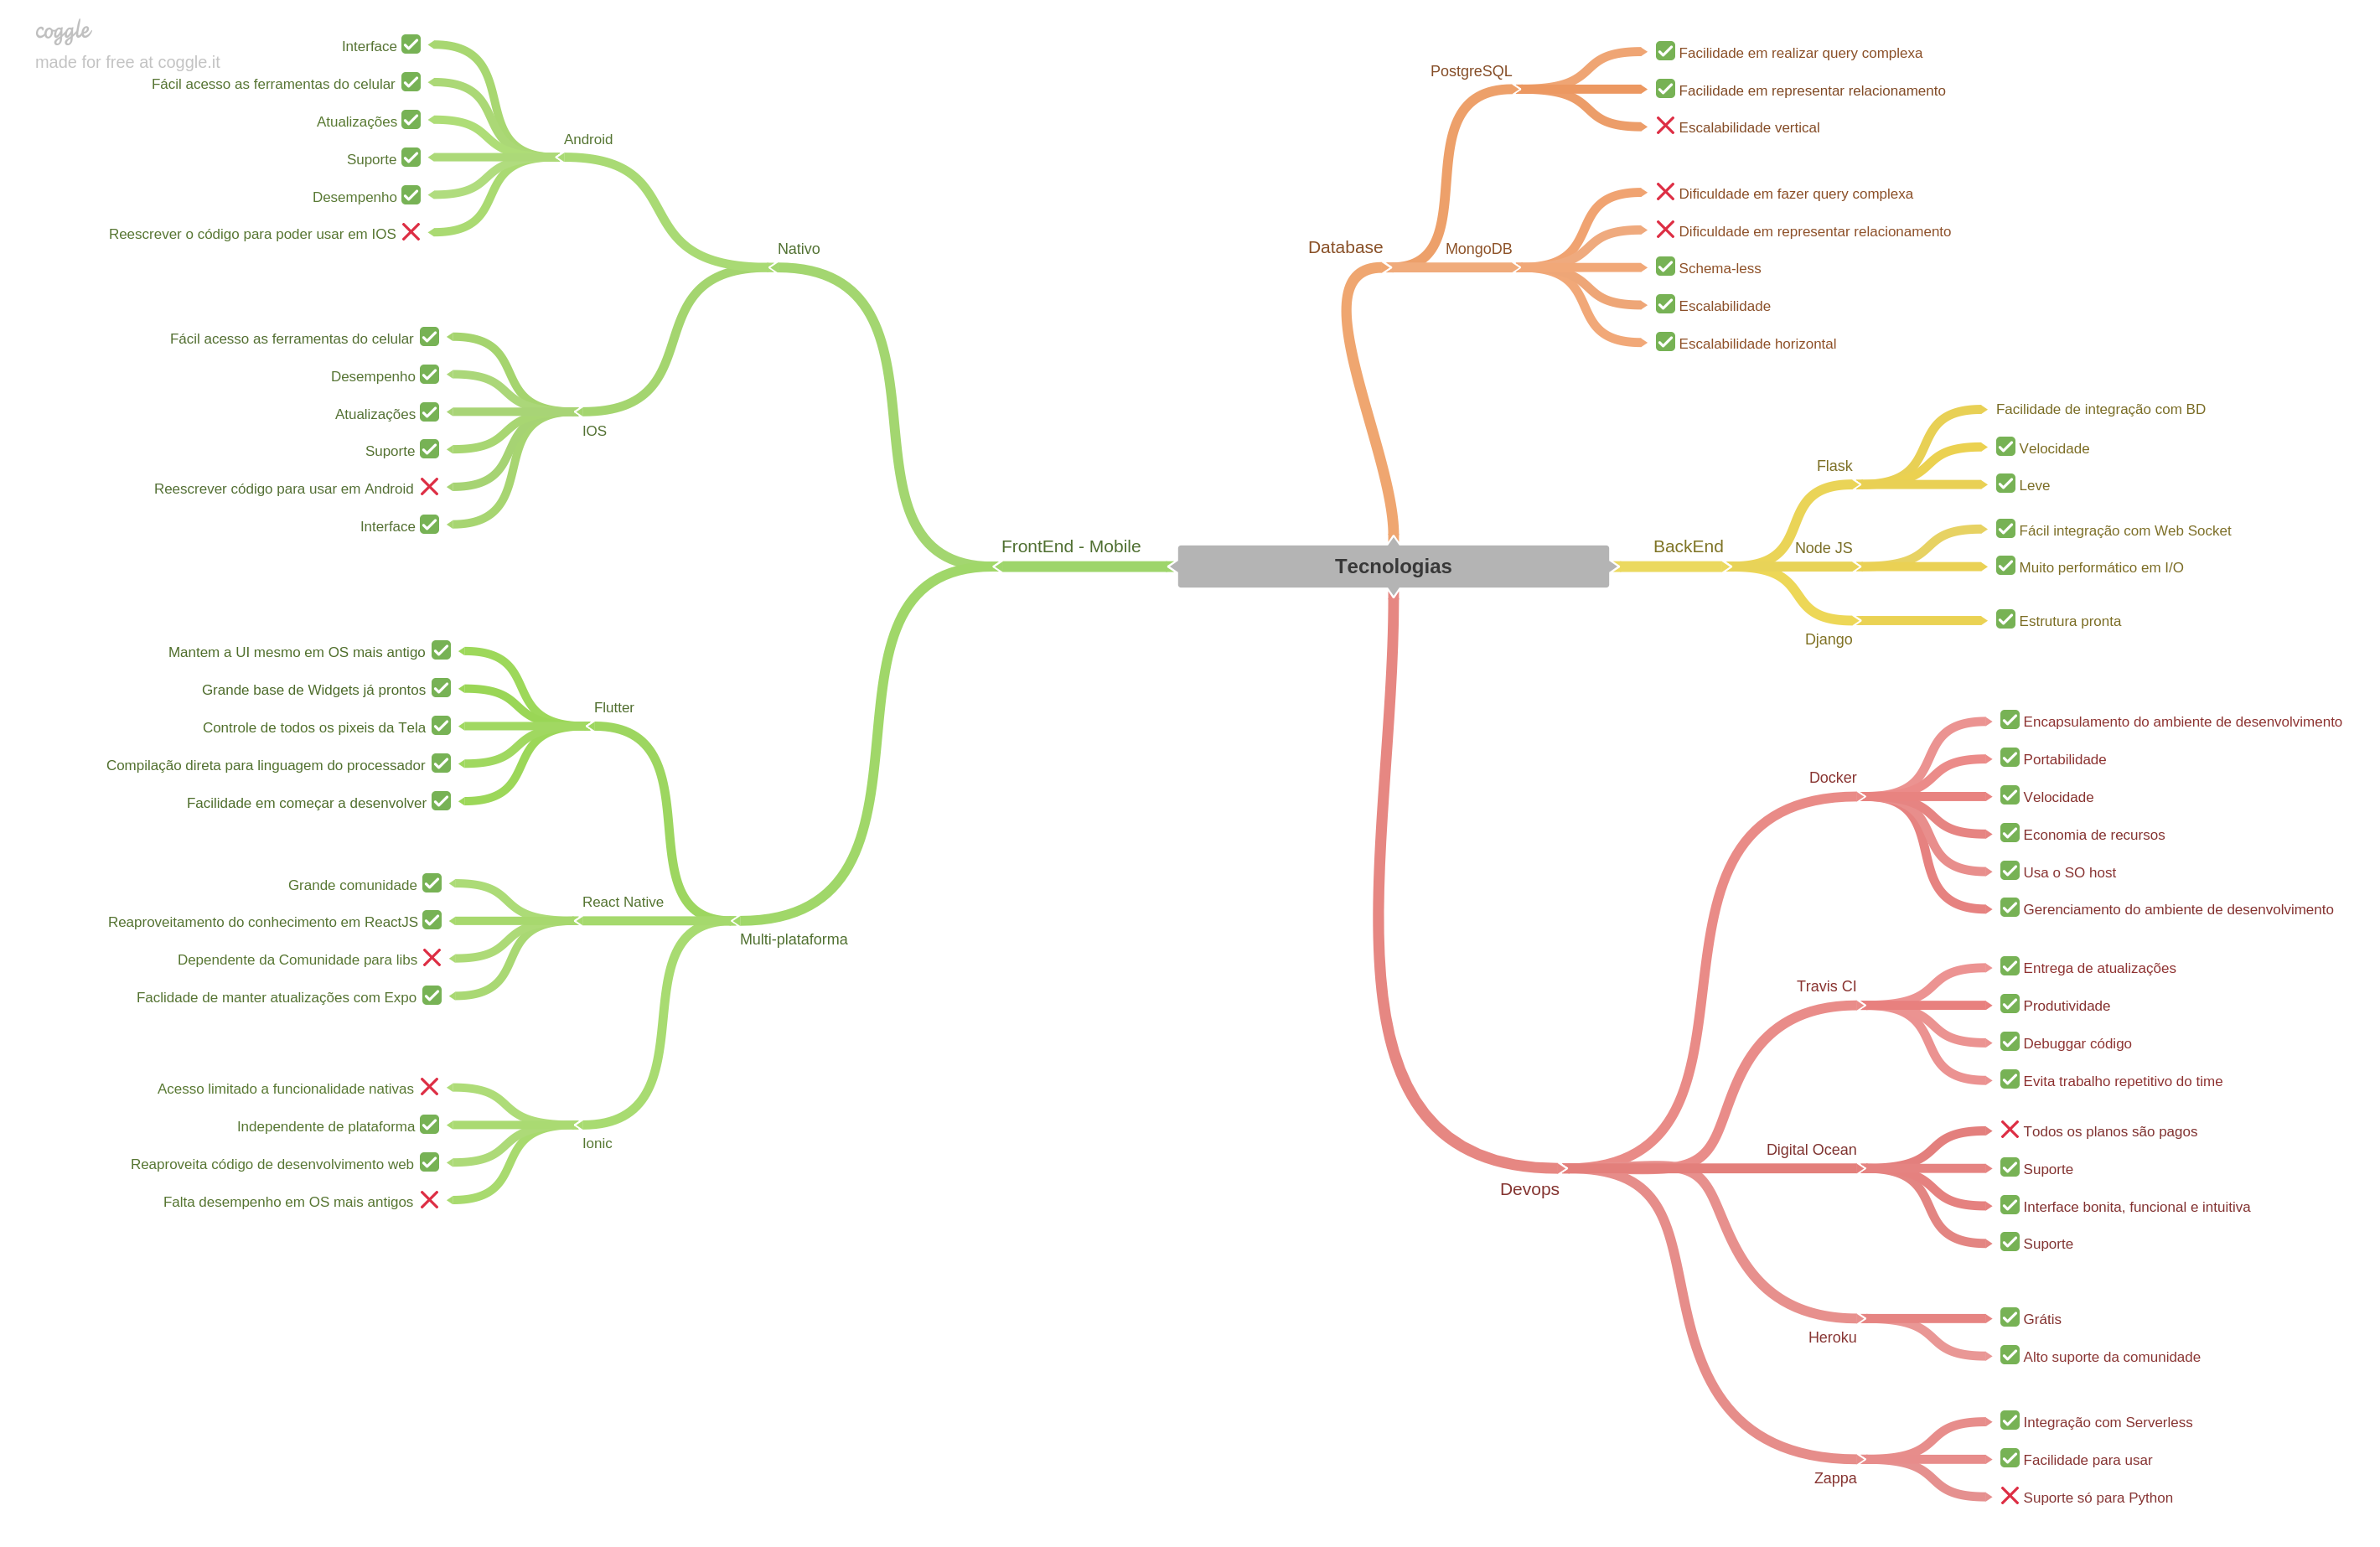 coggle
made for free at coggle.it
Tecnologias
FrontEnd - Mobile
Nativo
Android
Interface ✅
Fácil acesso as ferramentas do celular ✅
Atualizações ✅
Suporte ✅
Desempenho ✅
Reescrever o código para poder usar em IOS ❌
IOS
Fácil acesso as ferramentas do celular ✅
Desempenho ✅
Atualizações ✅
Suporte ✅
Reescrever código para usar em Android ❌
Interface ✅
Multi-plataforma
Flutter
Mantem a UI mesmo em OS mais antigo ✅
Grande base de Widgets já prontos ✅
Controle de todos os pixeis da Tela ✅
Compilação direta para linguagem do processador ✅
Facilidade em começar a desenvolver ✅
React Native
Grande comunidade ✅
Reaproveitamento do conhecimento em ReactJS ✅
Dependente da Comunidade para libs ❌
Faclidade de manter atualizações com Expo ✅
Ionic
Acesso limitado a funcionalidade nativas ❌
Independente de plataforma ✅
Reaproveita código de desenvolvimento web ✅
Falta desempenho em OS mais antigos ❌
Database
PostgreSQL
✅ Facilidade em realizar query complexa
✅ Facilidade em representar relacionamento
❌ Escalabilidade vertical
MongoDB
❌ Dificuldade em fazer query complexa
❌ Dificuldade em representar relacionamento
✅ Schema-less
✅ Escalabilidade
✅ Escalabilidade horizontal
BackEnd
Flask
Facilidade de integração com BD
✅ Velocidade
✅ Leve
Node JS
✅ Fácil integração com Web Socket
✅ Muito performático em I/O
Django
✅ Estrutura pronta
Devops
Docker
✅ Encapsulamento do ambiente de desenvolvimento
✅ Portabilidade
✅ Velocidade
✅ Economia de recursos
✅ Usa o SO host
✅ Gerenciamento do ambiente de desenvolvimento
Travis CI
✅ Entrega de atualizações
✅ Produtividade
✅ Debuggar código
✅ Evita trabalho repetitivo do time
Digital Ocean
❌ Todos os planos são pagos
✅ Suporte
✅ Interface bonita, funcional e intuitiva
✅ Suporte
Heroku
✅ Grátis
✅ Alto suporte da comunidade
Zappa
✅ Integração com Serverless
✅ Facilidade para usar
❌ Suporte só para Python